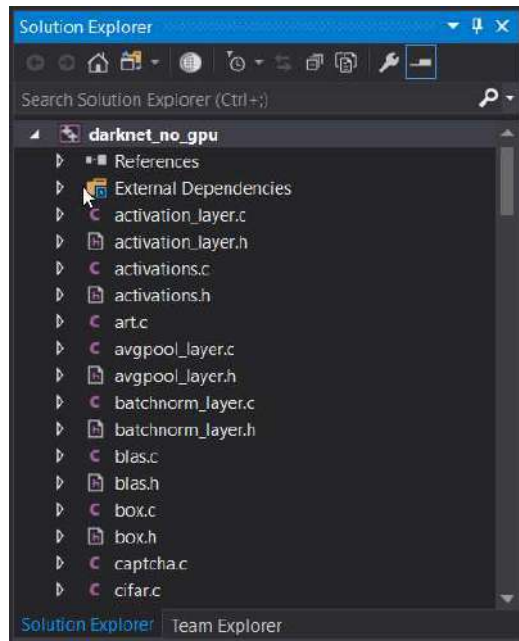 Solution Explorer
Search Solution Explorer (Ctrl+;)
darknet_no_gpu
References
External Dependencies
activation_layer.c
activation_layer.h
activations.c
activations.h
art.c
avgpool_layer.c
avgpool_layer.h
batchnorm_layer.c
batchnorm_layer.h
blas.c
blas.h
box.c
box.h
captcha.c
cifar.c
Solution Explorer Team Explorer